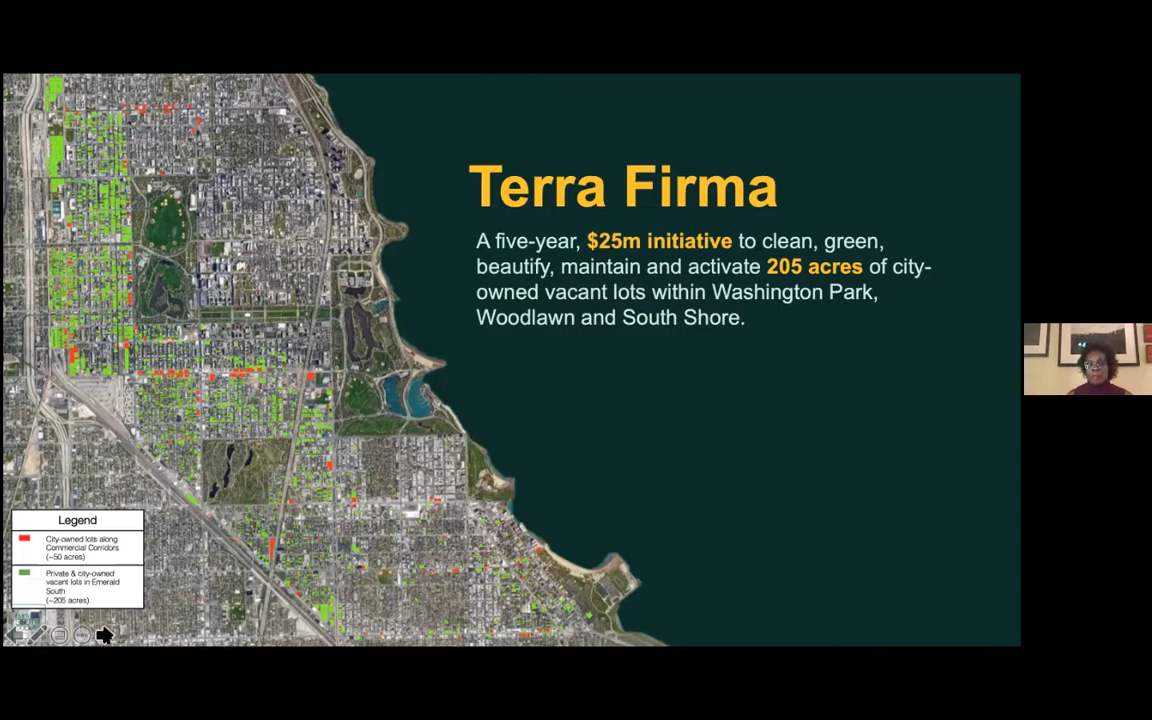 Terra Firma
A five-year, $25m initiative to clean, green,
beautify, maintain and activate 205 acres of city-
owned vacant lots within Washington Park,
Woodlawn and South Shore.
Legend
City-owned lots along
Commercial Corridors
(~50 acres)
Private & city-owned
vacant lots in Emerald
South
(~205 acres)